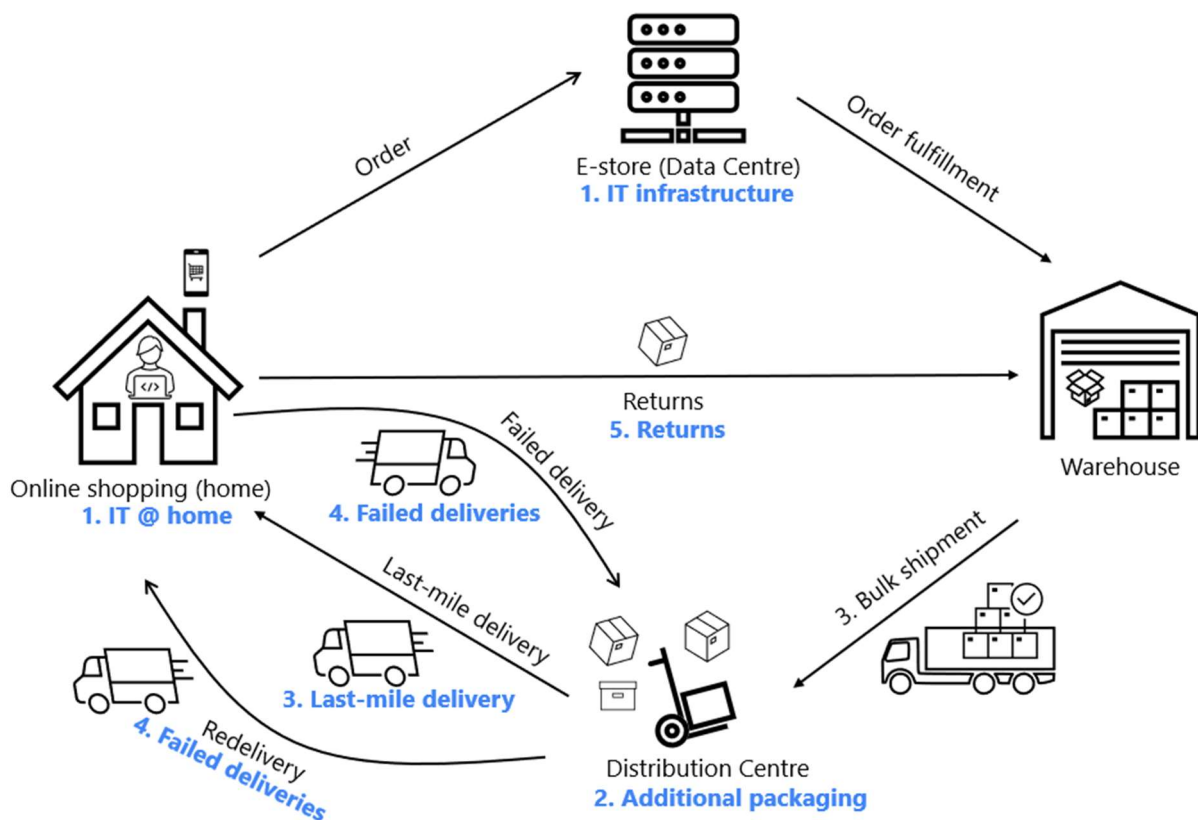 Order
E-store (Data Centre)
1. IT infrastructure
Order fulfillment
Online shopping (home)
1. IT @ home
Returns
5. Returns
Warehouse
Failed delivery
4. Failed deliveries
Last-mile delivery
3. Last-mile delivery
3. Bulk shipment
Redelivery
4. Failed deliveries
Distribution Centre
2. Additional packaging